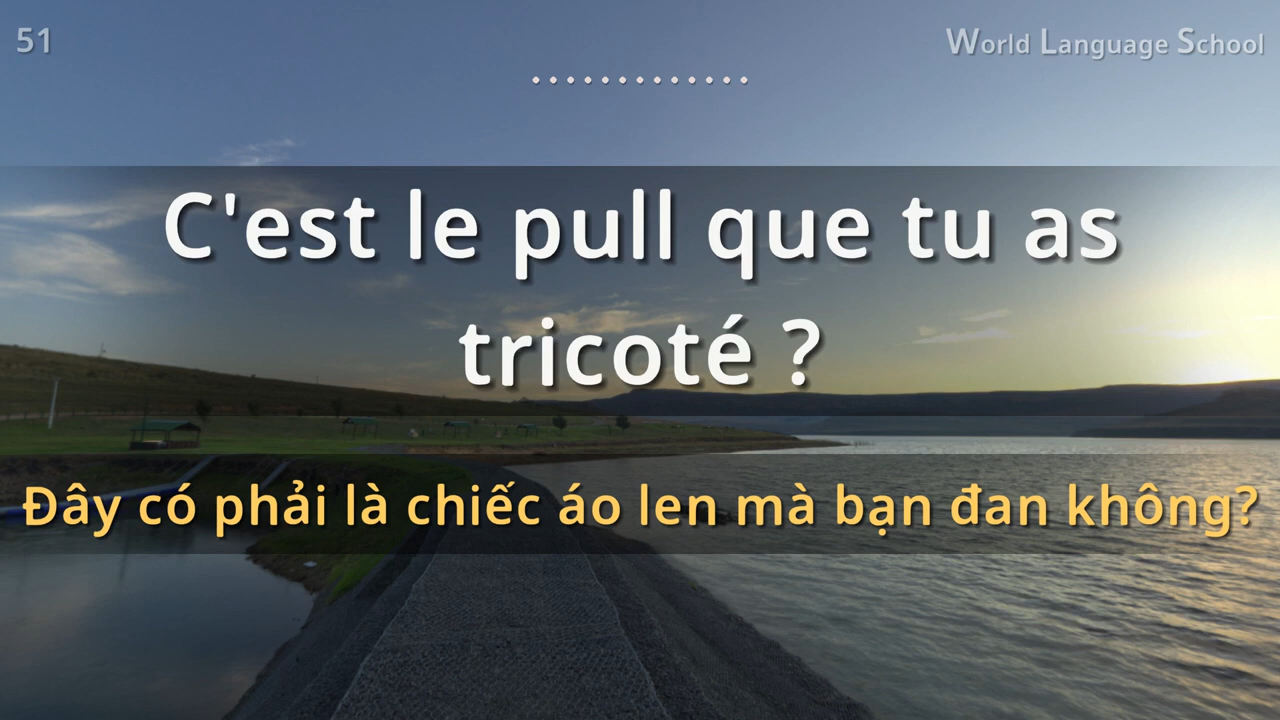 51
World Language School
C'est le pull que tu as
tricoté ?
Đây có phải là chiếc áo len mà bạn đan không?